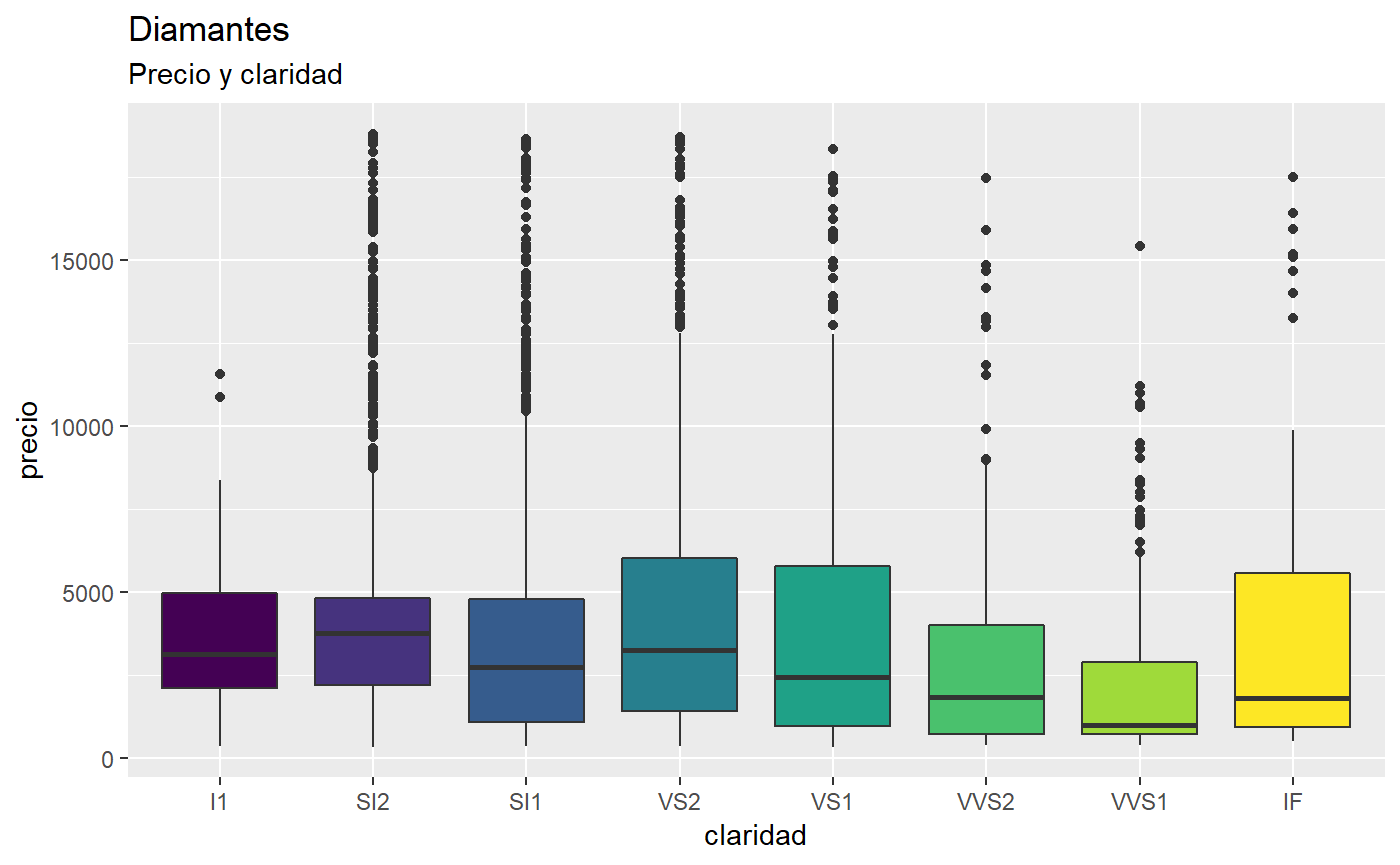 Diamantes
Precio y claridad
precio
15000
10000
5000
0
I1 SI2 SI1 VS2 VS1 VVS2 VVS1 IF
claridad